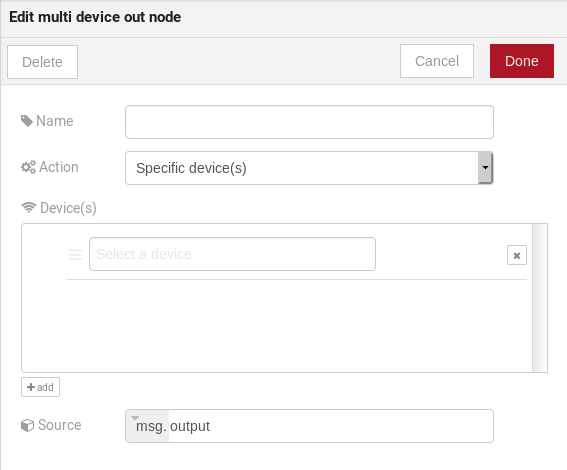 Edit multi device out node
Delete
Cancel
Done
Name
Action
Specific device(s)
Device(s)
Select a device
add
Source
msg. output